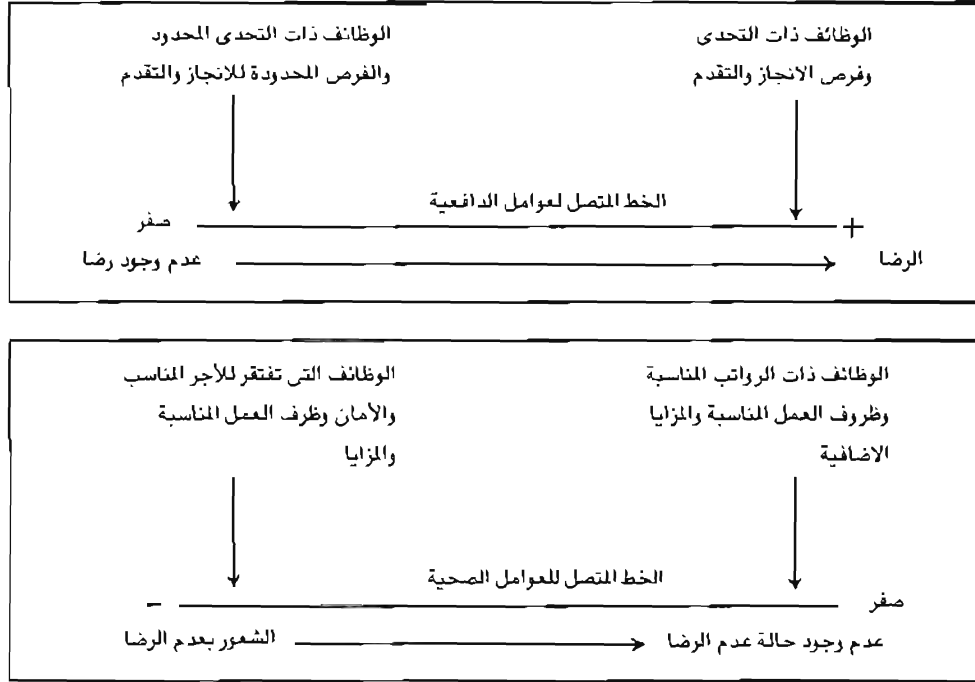 الوظائف ذات التحدى
وفرص الانجاز والتقدم
الوظائف ذات التحدى المحدود
والفرص المحدودة للانجاز والتقدم
الخط المتصل لعوامل الدافعية
+
صفر
الرضا
عدم وجود رضا
الوظائف ذات الرواتب المناسبة
وظروف العمل المناسبة والمزايا
الاضافية
الوظائف التى تفتقر للأجر المناسب
والأمان وظرف العمل المناسبة
والمزايا
الخط المتصل للعوامل الصحية
صفر
-
عدم وجود حالة عدم الرضا
الشعور بعدم الرضا